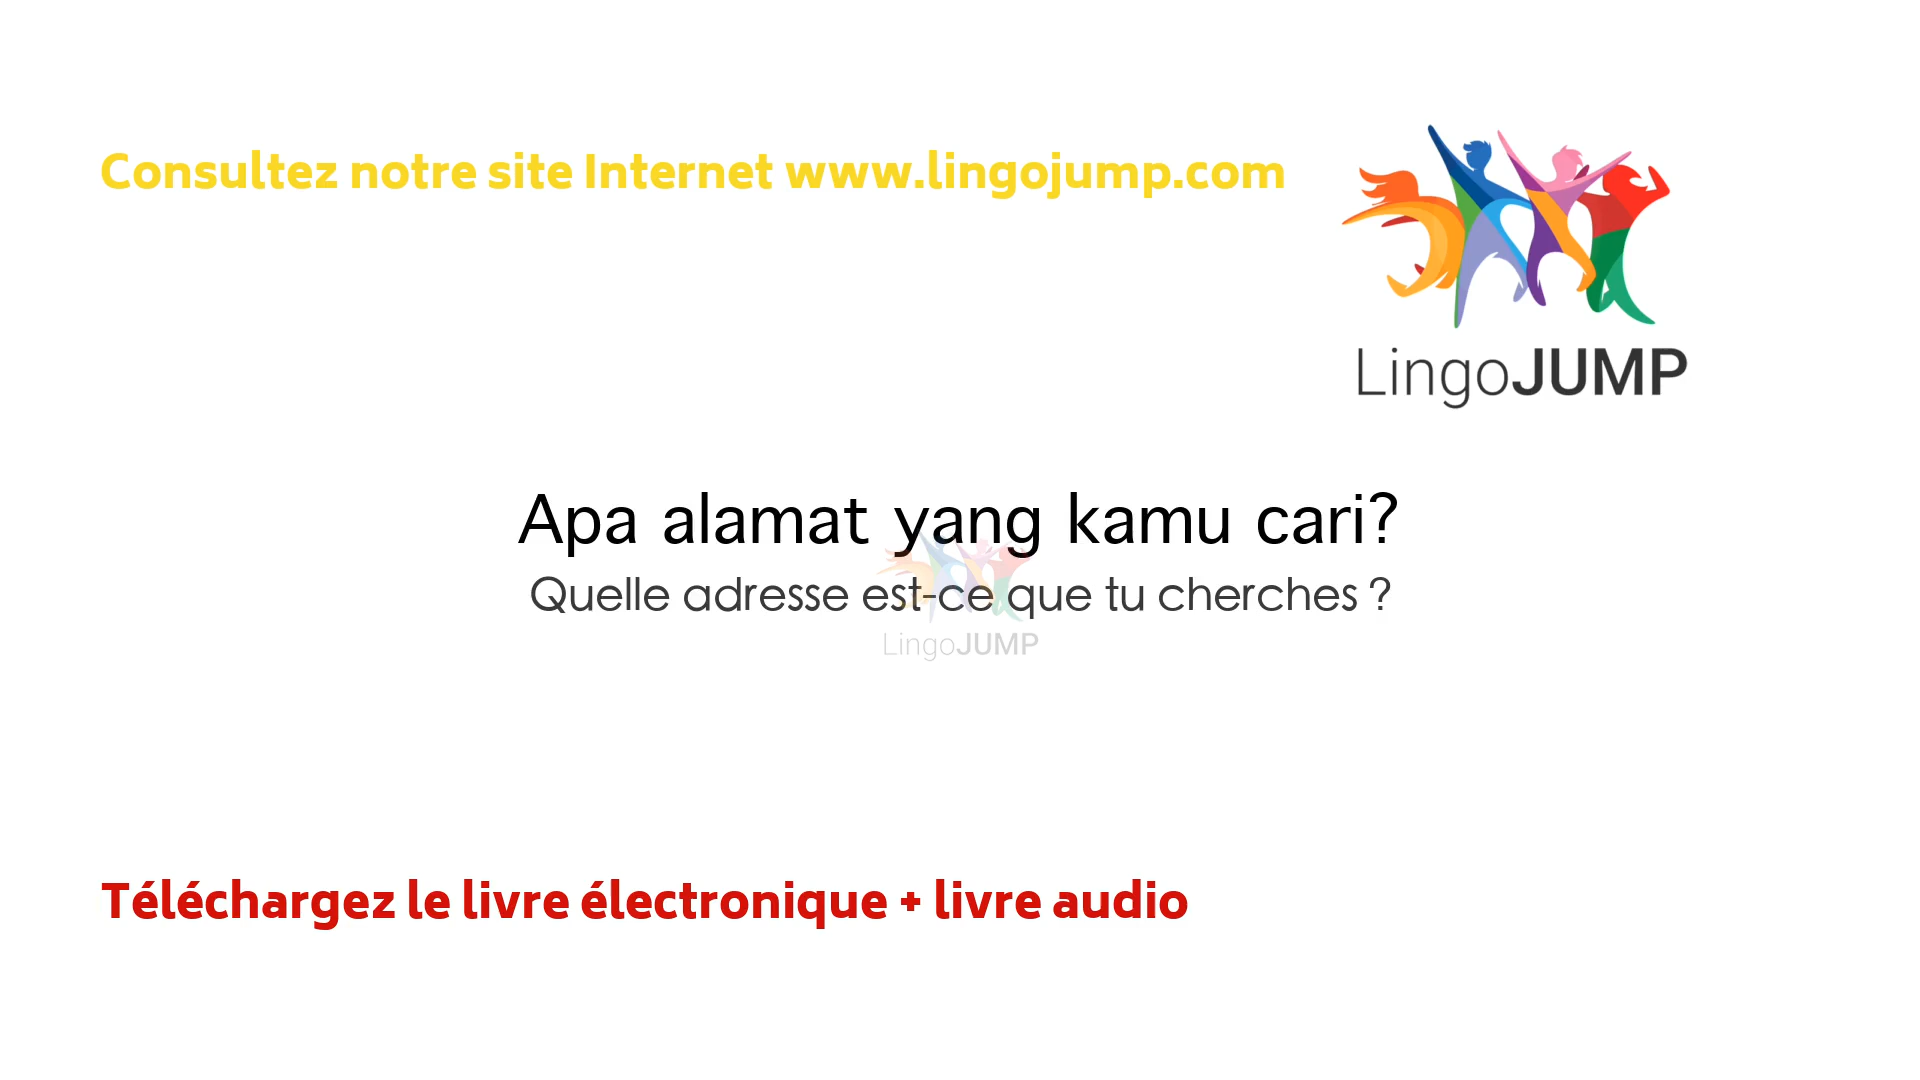 Consultez notre site Internet www.lingojump.com
LingoJUMP
Apa alamat yang kamu cari?
Quelle adresse est-ce que tu cherches ?
LingoJUMP
Téléchargez le livre électronique + livre audio